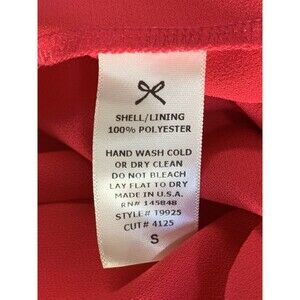 SHELL/LINING
100% POLYESTER
HAND WASH COLD
OR DRY CLEAN
DO NOT BLEACH
LAY FLAT TO DRY
MADE IN U.S.A.
RN# 145848
STYLE# T9925
CUT# 4125
S